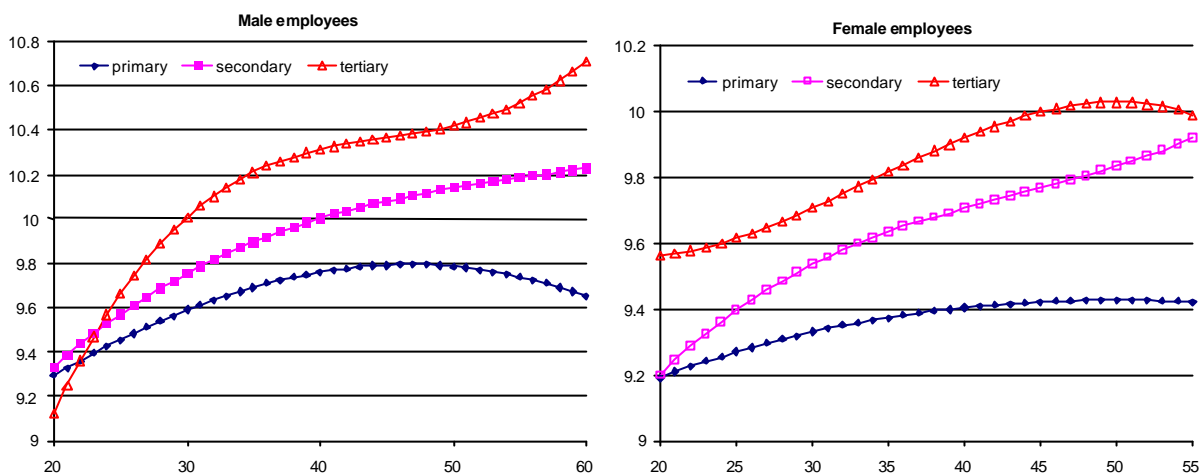 Male employees
10.8
10.6
10.4
10.2
10
9.8
9.6
9.4
9.2
9
primary secondary tertiary
20 30 40 50 60
Female employees
10.2
10
9.8
9.6
9.4
9.2
9
primary secondary tertiary
20 25 30 35 40 45 50 55